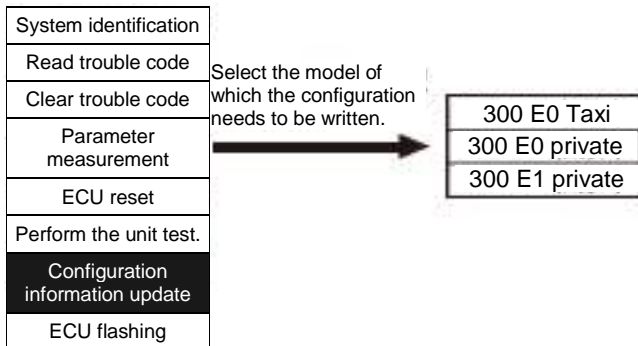 System identification
Read trouble code
Clear trouble code
Parameter
measurement
ECU reset
Perform the unit test.
Configuration
information update
ECU flashing
Select the model of
which the configuration
needs to be written.
300 E0 Taxi
300 E0 private
300 E1 private